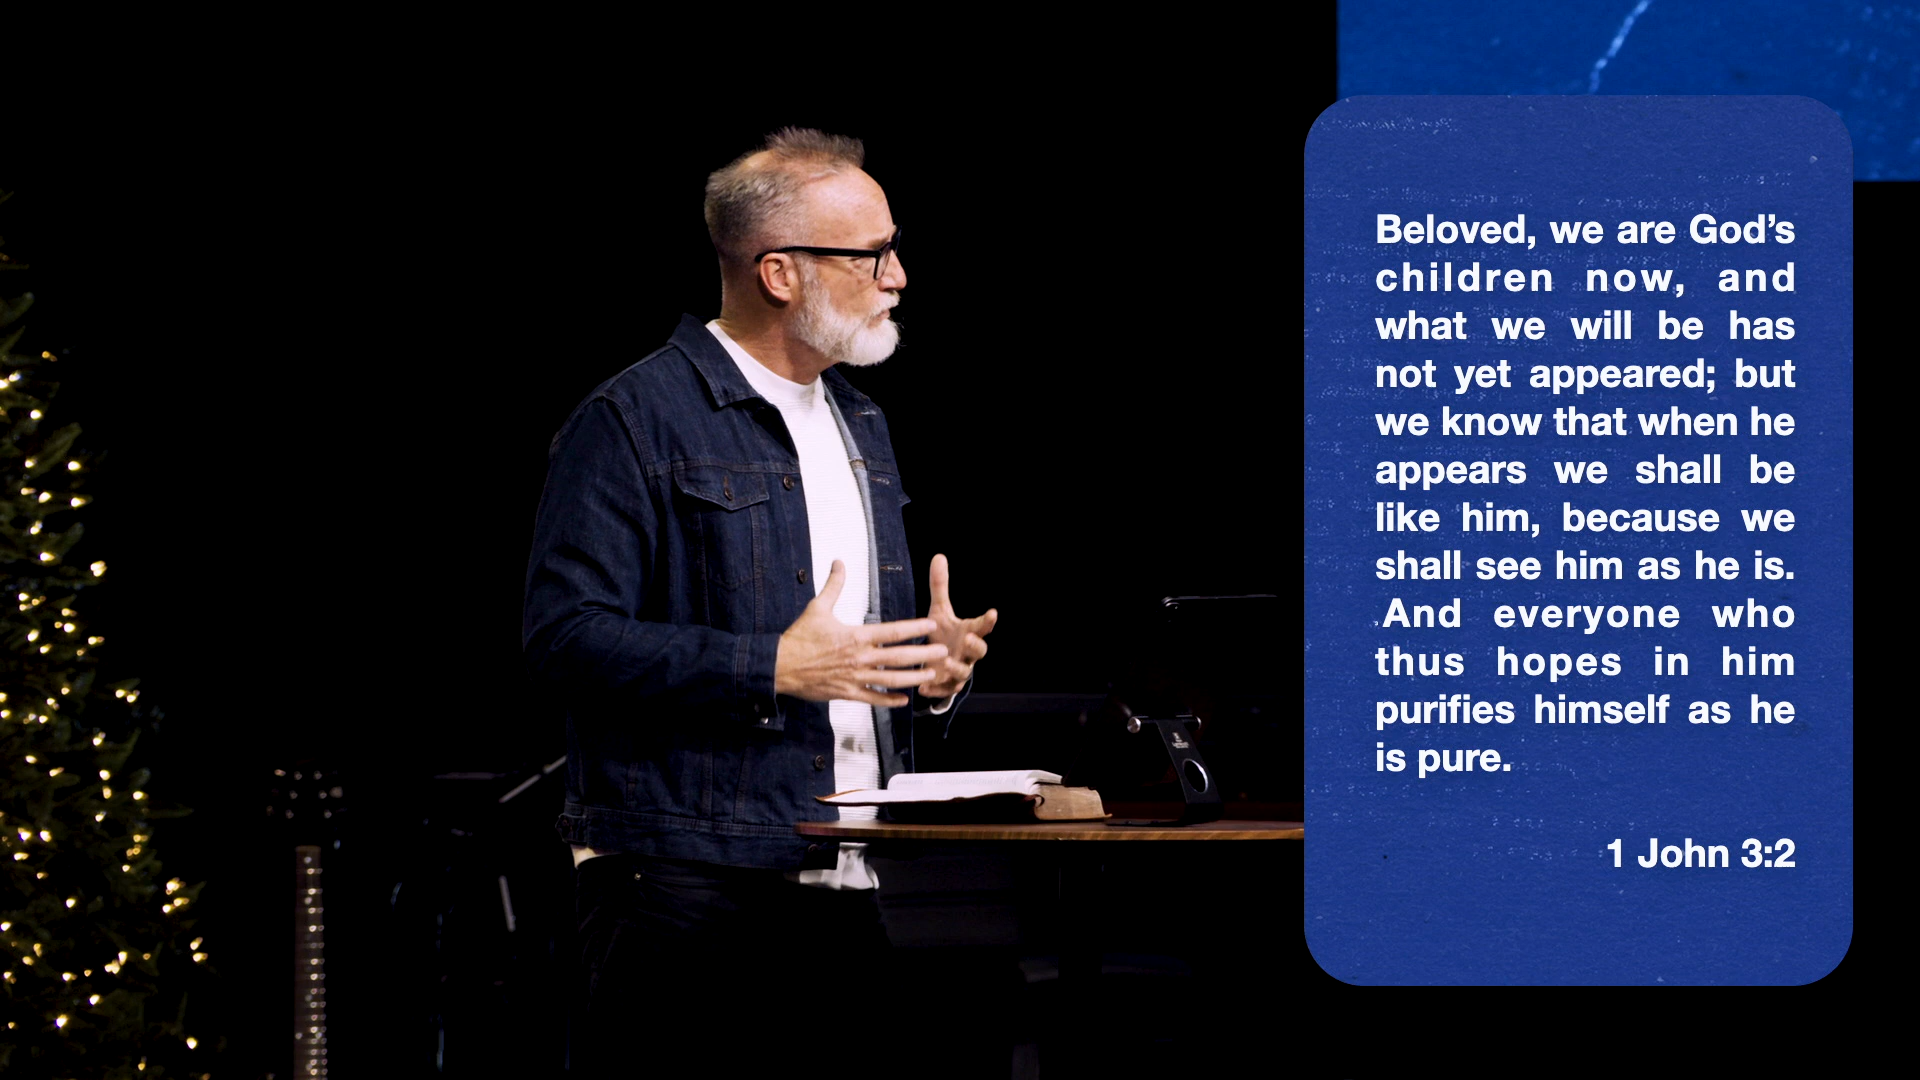 Beloved, we are God’s
children now, and
what we will be has
not yet appeared; but
we know that when he
appears we shall be
like him, because we
shall see him as he is.
And everyone who
thus hopes in him
purifies himself as he
is pure.
1 John 3:2